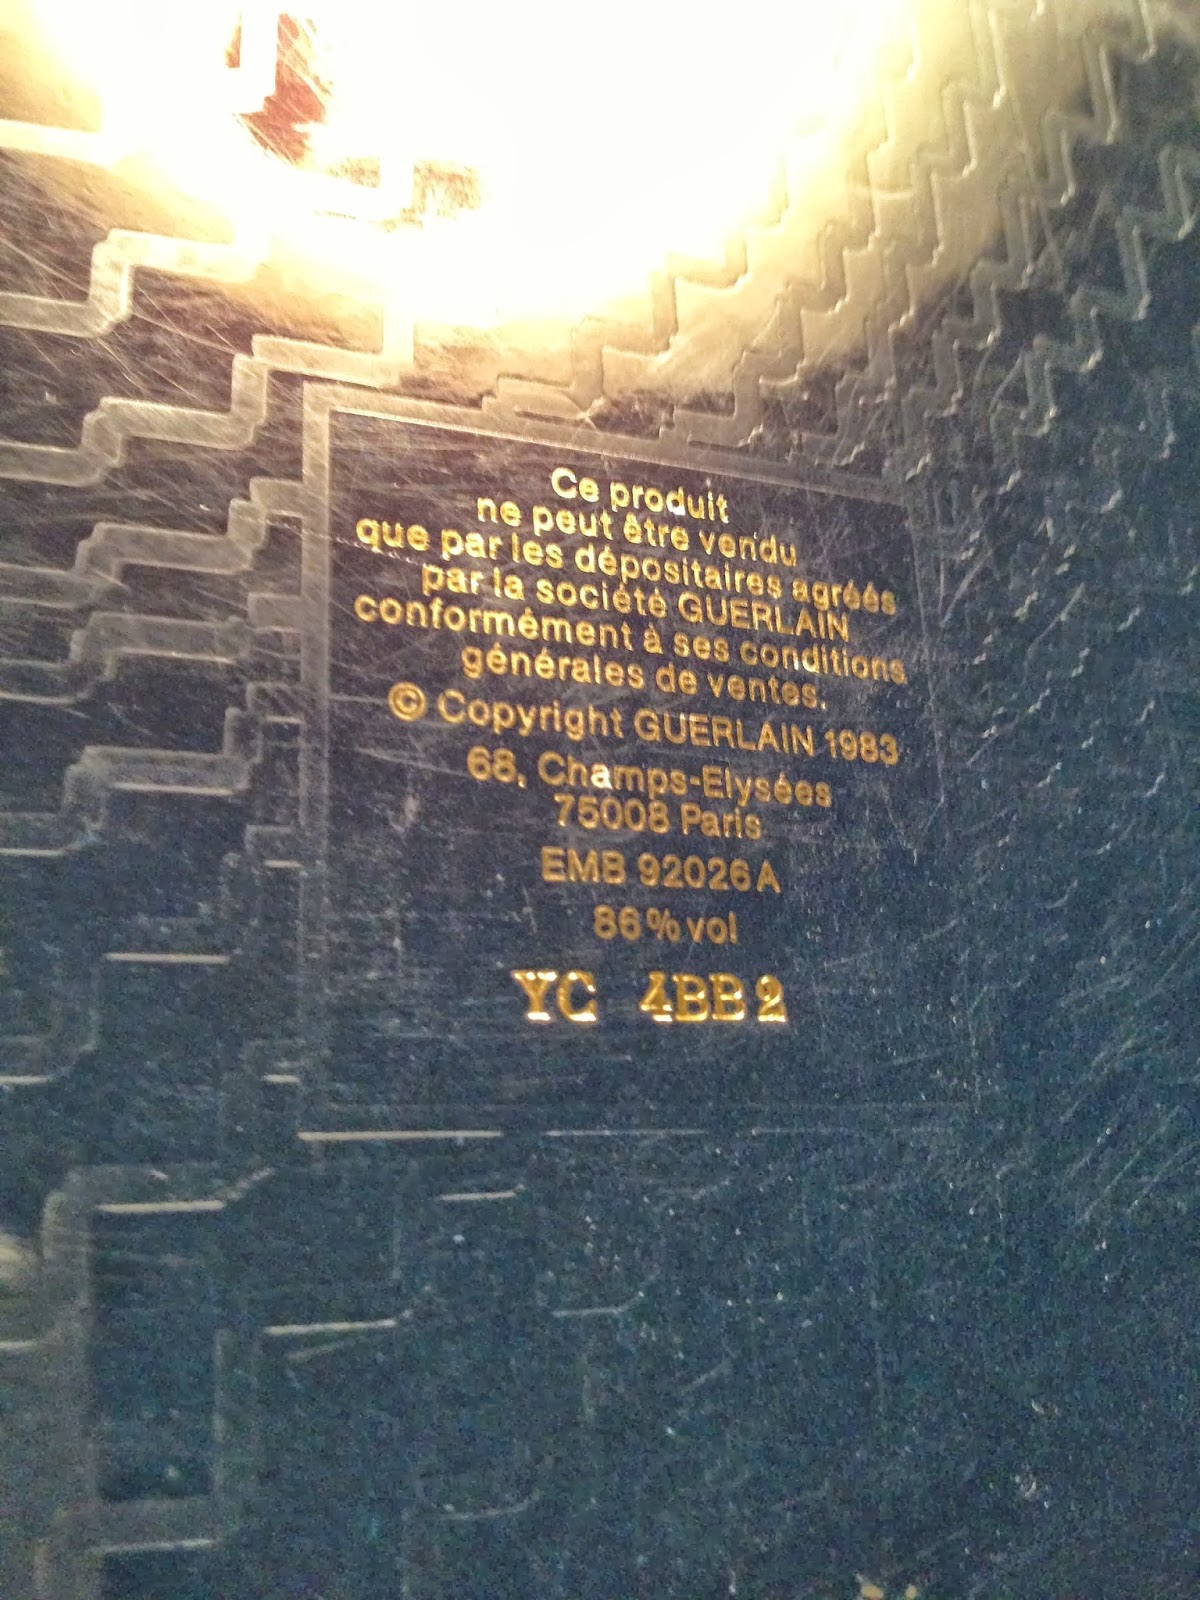 Ce produit
ne peut être vendu
que par les dépositaires agréés
par la société GUERLAIN
conformément à ses conditions
générales de ventes.
© Copyright GUERLAIN 1983
68, Champs-Elysées
75008 Paris
EMB 92026A
86% vol
YC 4BB2